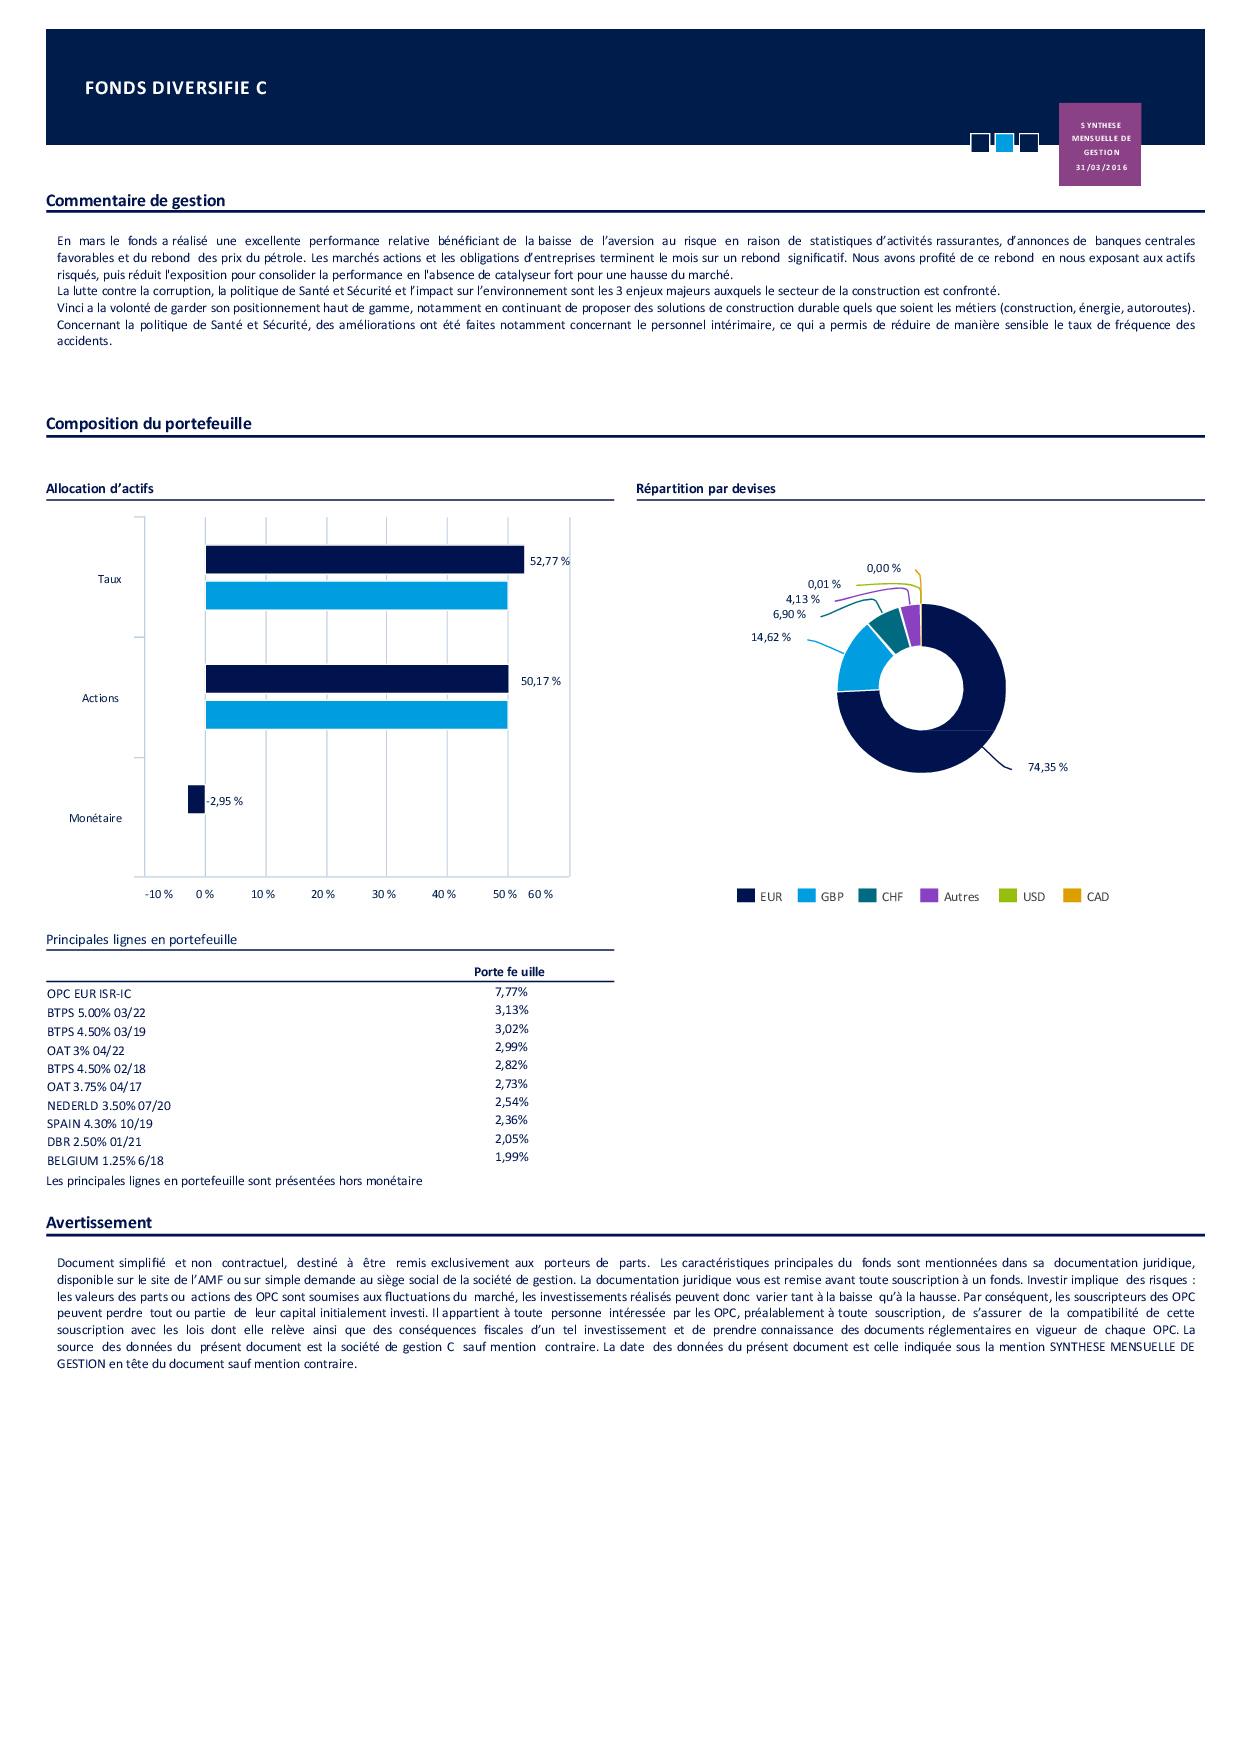 FONDS DIVERSIFIE C
SYNTHESE
MENSUELLE DE
GESTION
31/03/2016
Commentaire de gestion
En mars le fonds a réalisé une excellente performance relative bénéficiant de la baisse de l’aversion au risque en raison de statistiques d’activités rassurantes, d’annonces de banques centrales
favorables et du rebond des prix du pétrole. Les marchés actions et les obligations d’entreprises terminent le mois sur un rebond significatif. Nous avons profité de ce rebond en nous exposant aux actifs
risqués, puis réduit l'exposition pour consolider la performance en l'absence de catalyseur fort pour une hausse du marché.
La lutte contre la corruption, la politique de Santé et Sécurité et l’impact sur l’environnement sont les 3 enjeux majeurs auxquels le secteur de la construction est confronté.
Vinci a la volonté de garder son positionnement haut de gamme, notamment en continuant de proposer des solutions de construction durable quels que soient les métiers (construction, énergie, autoroutes).
Concernant la politique de Santé et Sécurité, des améliorations ont été faites notamment concernant le personnel intérimaire, ce qui a permis de réduire de manière sensible le taux de fréquence des
accidents.
Composition du portefeuille
Allocation d’actifs
Taux
52,77 %
Actions
50,17 %
Monétaire
-2,95 %
-10 % 0 % 10 % 20 % 30 % 40 % 50 % 60 %
Répartition par devises
0,00 %
0,01 %
4,13 %
6,90 %
14,62 %
74,35 %
EUR GBP CHF Autres USD CAD
Principales lignes en portefeuille
Porte fe uille
OPC EUR ISR-IC 7,77%
BTPS 5.00% 03/22 3,13%
BTPS 4.50% 03/19 3,02%
OAT 3% 04/22 2,99%
BTPS 4.50% 02/18 2,82%
OAT 3.75% 04/17 2,73%
NEDERLD 3.50% 07/20 2,54%
SPAIN 4.30% 10/19 2,36%
DBR 2.50% 01/21 2,05%
BELGIUM 1.25% 6/18 1,99%
Les principales lignes en portefeuille sont présentées hors monétaire
Avertissement
Document simplifié et non contractuel, destiné à être remis exclusivement aux porteurs de parts. Les caractéristiques principales du fonds sont mentionnées dans sa documentation juridique,
disponible sur le site de l’AMF ou sur simple demande au siège social de la société de gestion. La documentation juridique vous est remise avant toute souscription à un fonds. Investir implique des risques :
les valeurs des parts ou actions des OPC sont soumises aux fluctuations du marché, les investissements réalisés peuvent donc varier tant à la baisse qu’à la hausse. Par conséquent, les souscripteurs des OPC
peuvent perdre tout ou partie de leur capital initialement investi. Il appartient à toute personne intéressée par les OPC, préalablement à toute souscription, de s’assurer de la compatibilité de cette
souscription avec les lois dont elle relève ainsi que des conséquences fiscales d’un tel investissement et de prendre connaissance des documents réglementaires en vigueur de chaque OPC. La
source des données du présent document est la société de gestion C sauf mention contraire. La date des données du présent document est celle indiquée sous la mention SYNTHESE MENSUELLE DE
GESTION en tête du document sauf mention contraire.